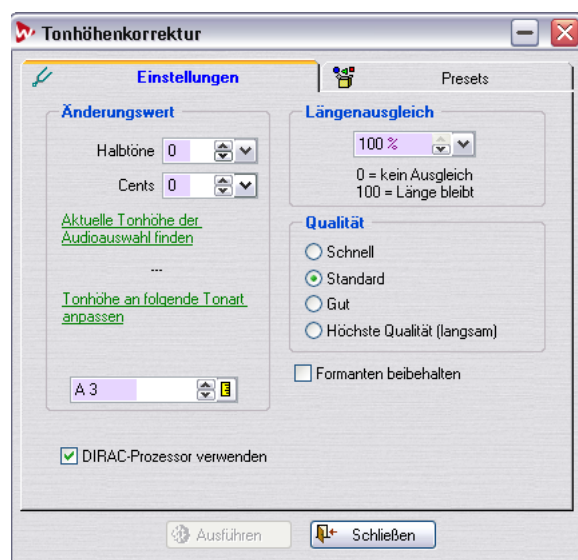 Tonhöhenkorrektur
Einstellungen
Presets
Änderungswert
Halbtöne 0
Cents 0
Aktuelle Tonhöhe der
Audioauswahl finden
---
Tonhöhe an folgende Tonart
anpassen
A 3
DIRAC-Prozessor verwenden
Längenausgleich
100 %
0 = kein Ausgleich
100 = Länge bleibt
Qualität
Schnell
Standard
Gut
Höchste Qualität (langsam)
Formanten beibehalten
Ausführen
Schließen